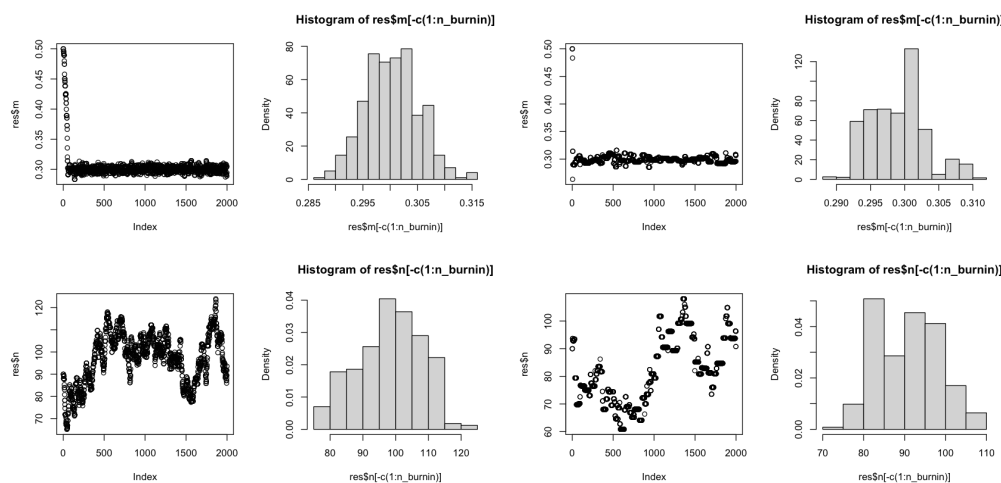 Histogram of res$m[-c(1:n_burnin)]
res$m
0.30 0.35 0.40 0.45 0.50
0 500 1000 1500 2000
Index
Density
0 20 40 60 80
0.285 0.295 0.305 0.315
res$m[-c(1:n_burnin)]
Histogram of res$m[-c(1:n_burnin)]
res$m
0.30 0.35 0.40 0.45 0.50
0 500 1000 1500 2000
Index
Density
0 20 40 60 80 120
0.290 0.295 0.300 0.305 0.310
res$m[-c(1:n_burnin)]
Histogram of res$n[-c(1:n_burnin)]
res$n
70 80 90 100 120
0 500 1000 1500 2000
Index
Density
0.00 0.01 0.02 0.03 0.04
80 90 100 110 120
res$n[-c(1:n_burnin)]
Histogram of res$n[-c(1:n_burnin)]
res$n
60 70 80 90 100
0 500 1000 1500 2000
Index
Density
0.00 0.02 0.04
70 80 90 100 110
res$n[-c(1:n_burnin)]